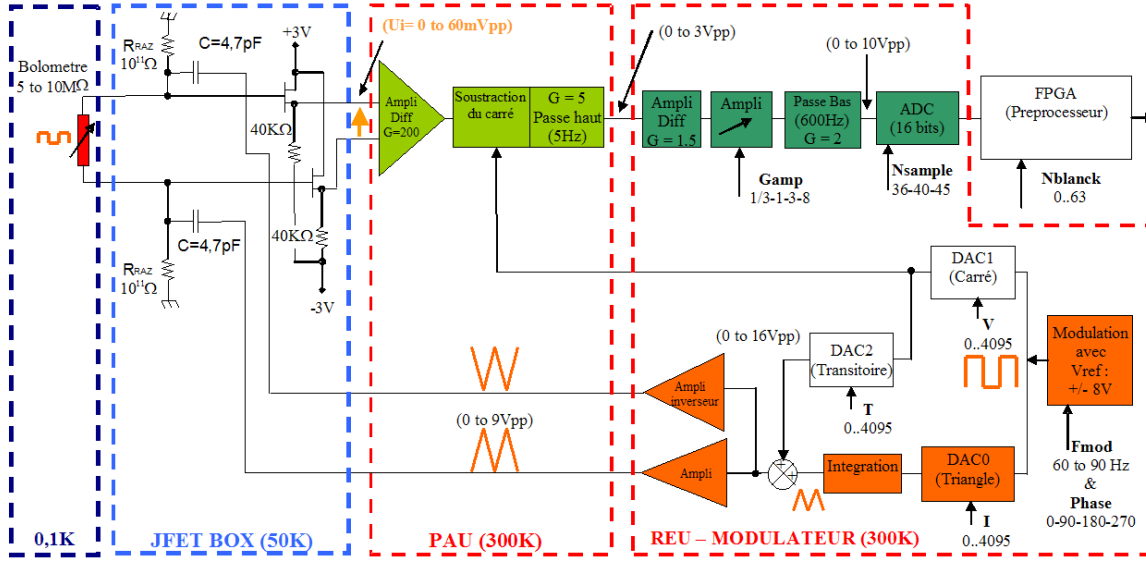 Bolometre
5 to 10MΩ
RRAZ
10¹¹Ω
C=4,7pF
+3V
40KΩ
40KΩ
C=4,7pF
RRAZ
10¹¹Ω
-3V
(Ui= 0 to 60mVpp)
Ampli
Diff
G=200
Soustraction
du carré
G = 5
Passe haut
(5Hz)
(0 to 3Vpp)
Ampli
Diff
G = 1.5
Ampli
Gamp
1/3-1-3-8
Passe Bas
(600Hz)
G = 2
(0 to 10Vpp)
ADC
(16 bits)
Nsample
36-40-45
FPGA
(Preprocesseur)
Nblanck
0..63
DAC1
(Carré)
V
0..4095
(0 to 16Vpp)
DAC2
(Transitoire)
T
0..4095
Modulation
avec
Vref :
+/- 8V
Fmod
60 to 90 Hz
&
Phase
0-90-180-270
Ampli
inverseur
(0 to 9Vpp)
Ampli
+
+
Integration
DAC0
(Triangle)
I
0..4095
0,1K
JFET BOX (50K)
PAU (300K)
REU – MODULATEUR (300K)